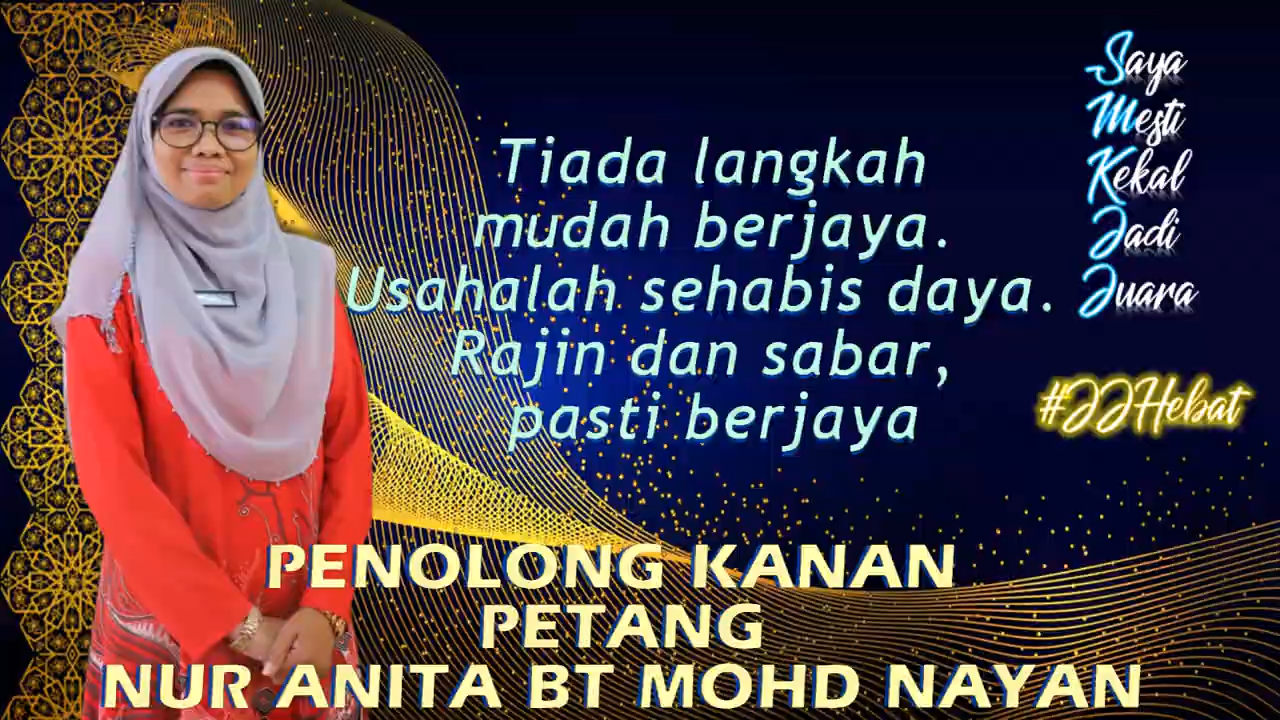 Tiada langkah
mudah berjaya.
Usahalah sehabis daya.
Rajin dan sabar,
pasti berjaya
Saya
Mesti
Kekal
Jadi
Juara
#JJHebat
PENOLONG KANAN
PETANG
NUR ANITA BT MOHD NAYAN